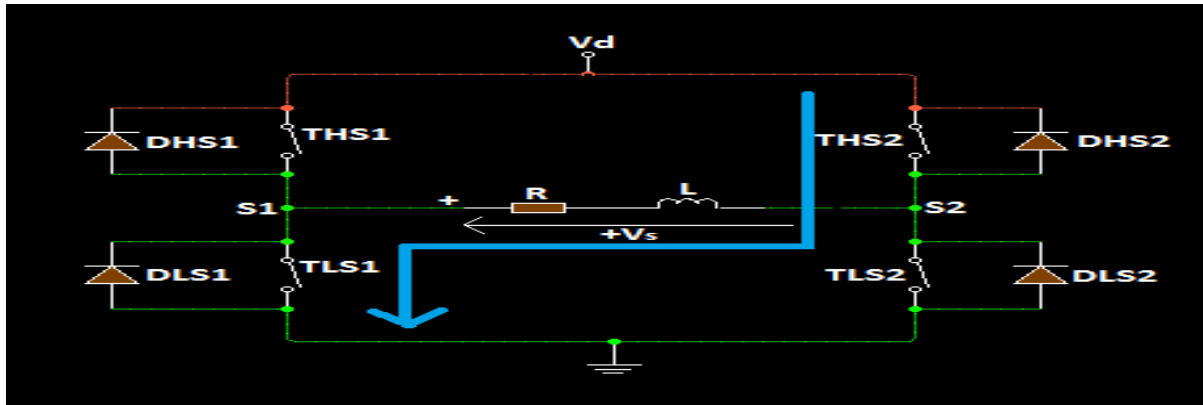 Vd
DHS1
THS1
THS2
DHS2
S1
+
R
L
S2
+Vs
DLS1
TLS1
TLS2
DLS2